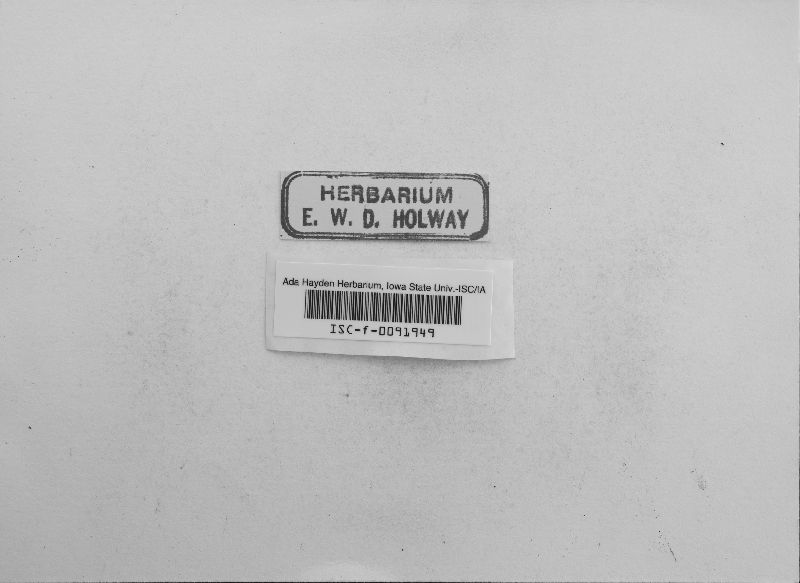 HERBARIUM
E. W. D. HOLWAY
Ada Hayden Herbarium, Iowa State Univ.-ISC/IA
ISC-f-0091949